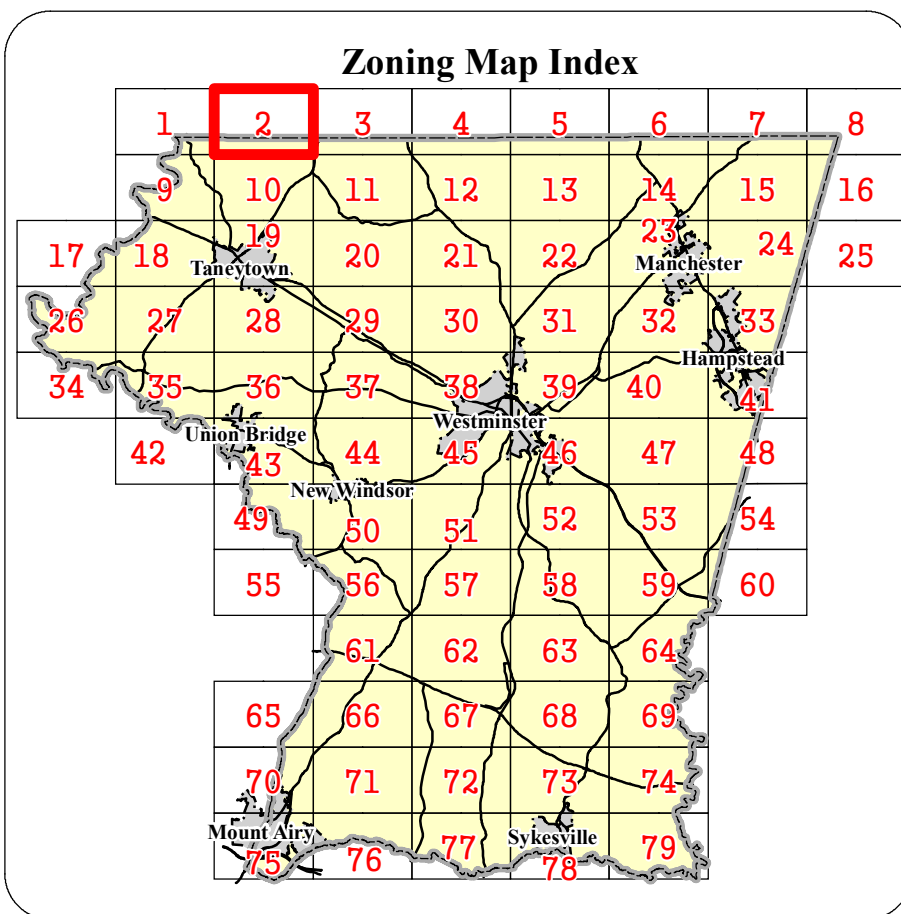 Zoning Map Index
1 2 3 4 5 6 7 8
9 10 11 12 13 14 15 16
17 18 19 20 21 22 23 24 25
Taneytown
Manchester
26 27 28 29 30 31 32 33
Hampstead
34 35 36 37 38 39 40 41
Westminster
Union Bridge
42 43 44 45 46 47 48
New Windsor
49 50 51 52 53 54
55 56 57 58 59 60
61 62 63 64
65 66 67 68 69
70 71 72 73 74
Mount Airy
Sykesville
75 76 77 78 79